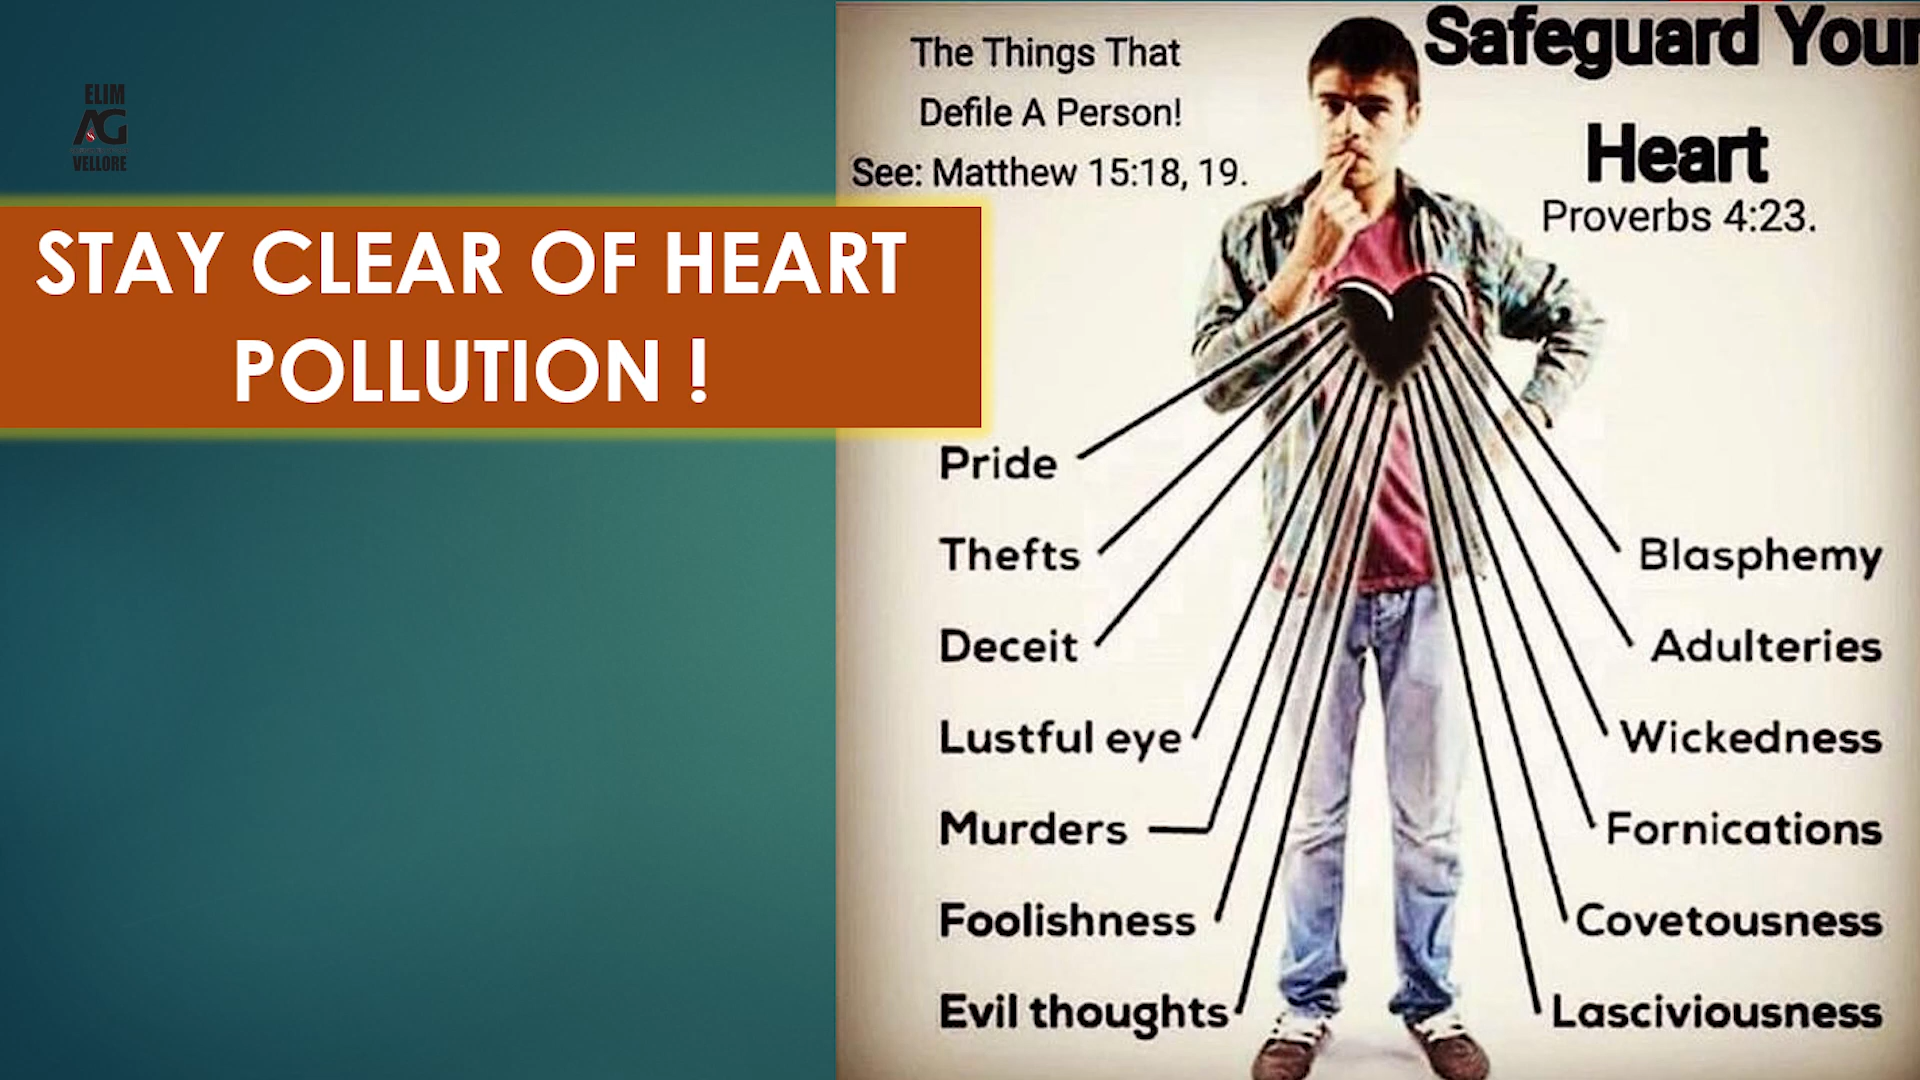 ELIM
AG
VELLORE
STAY CLEAR OF HEART
POLLUTION !
The Things That
Defile A Person!
See: Matthew 15:18, 19.
Safeguard Your
Heart
Proverbs 4:23.
Pride
Thefts
Deceit
Lustful eye
Murders
Foolishness
Evil thoughts
Blasphemy
Adulteries
Wickedness
Fornications
Covetousness
Lasciviousness